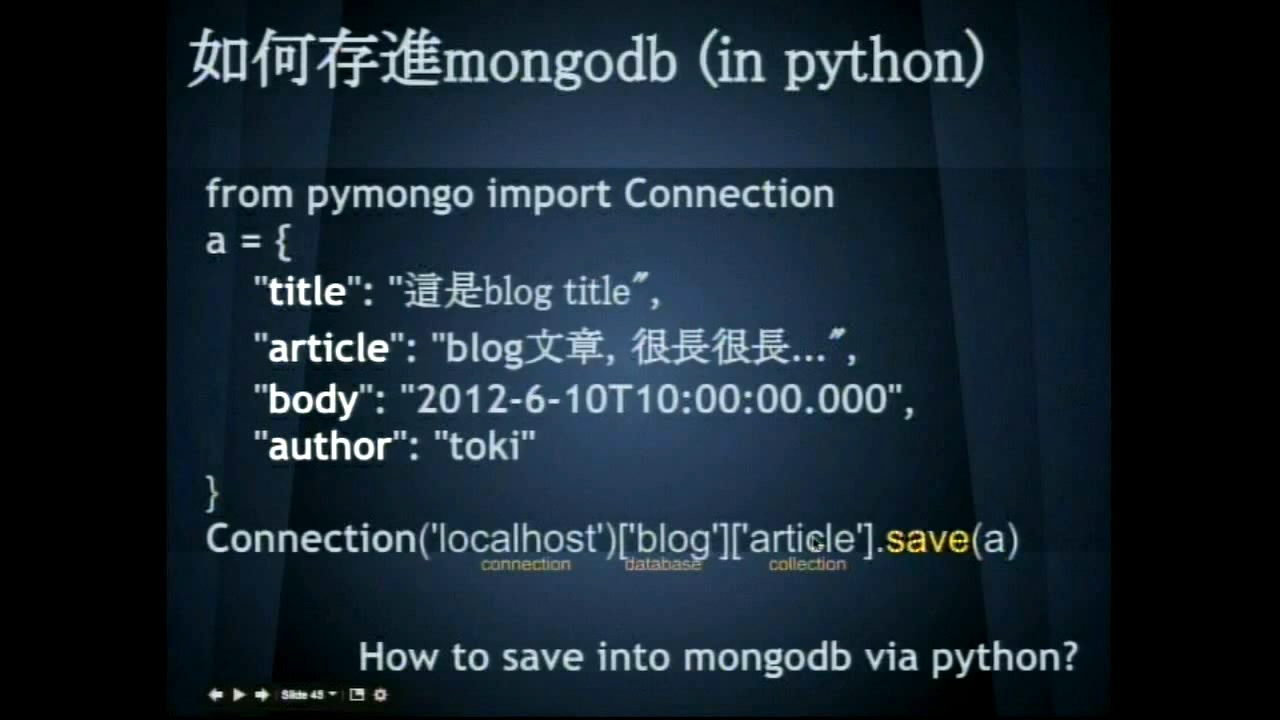 如何存進mongodb (in python)
from pymongo import Connection
a = {
"title": "這是blog title",
"article": "blog文章, 很長很長...",
"body": "2012-6-10T10:00:00.000",
"author": "toki"
}
Connection('localhost')['blog']['article'].save(a)
connection database collection
How to save into mongodb via python?
Slide 45